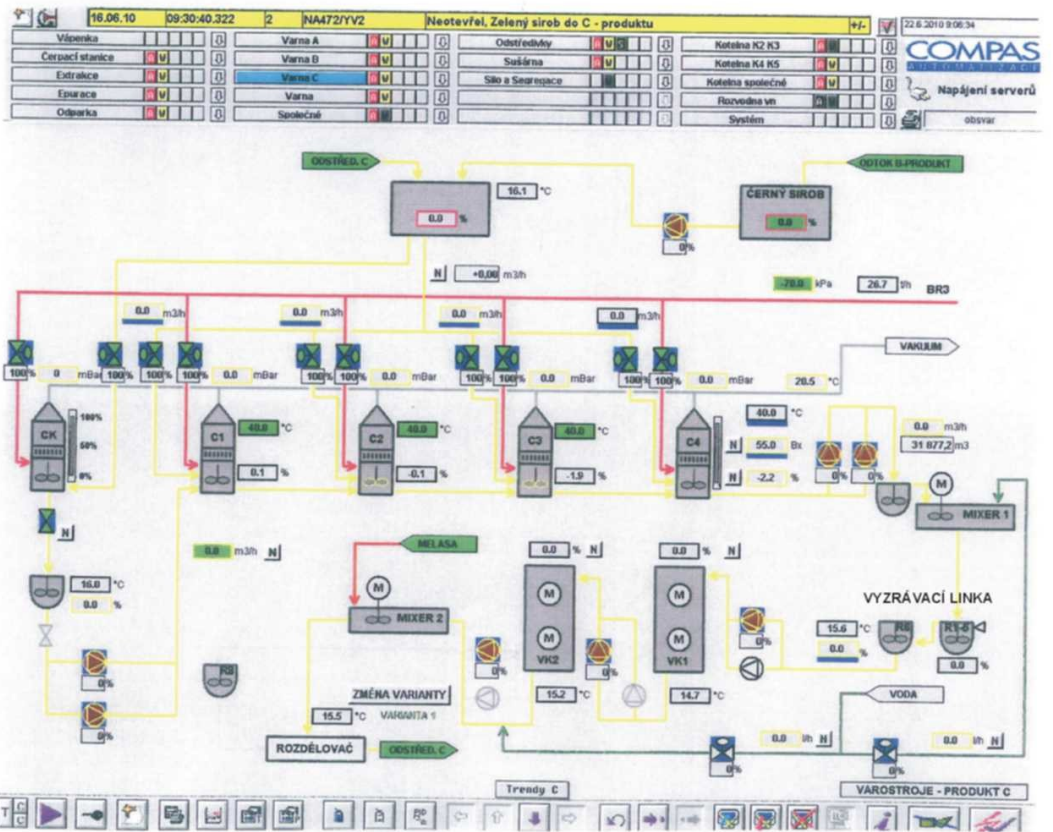 16.06.10 09:30:40.322 2 NA472/YV2 Neotevřel, Zelený sirob do C - produktu +/-
22.6.2010 9:06:34
Vápenka Varna A Odstředivky Kotelna K2 K3
Čerpací stanice Varna B Sušárna Kotelna K4 K5
Extrakce Varna C Silo a Segregace Kotelna společné
Epurace Varna Rozvodna vn
Odparka Společné Systém
COMPAS
AUTOMATIZACE
Napájení serverů
obsvar
ODSTŘED. C
ODTOK B-PRODUKT
16.1 °C
ČERNÝ SIROB
0.0 %
0.0 %
0%
N +0,00 m3/h
-70.0 kPa
26.7 t/h
BR3
0.0 m3/h
0.0 m3/h
0.0 m3/h
0.0 m3/h
VAKUUM
100% 0 mBar 100% 100% 100% 0.0 mBar 100% 100% 0.0 mBar 100% 100% 0.0 mBar 100% 100% 0.0 mBar 20.5 °C
CK 100% 50% 0%
C1 40.0 °C
C2 40.0 °C
C3 40.0 °C
C4 40.0 °C
0.1 %
-0.1 %
-1.9 %
N 55.0 Bx
N -2.2 %
0.0 m3/h
31 877,2 m3
0% 0%
M
MIXER 1
N
0.0 m3/h N
MELASA
0.0 % N
0.0 % N
16.0 °C
0.0 %
M
MIXER 2
M
M
VK2
M
M
VK1
VYZRÁVACÍ LINKA
15.6 °C
0.0 %
R6
R1-5
0.0 %
0%
0%
0%
0%
0%
R8
ZMĚNA VARIANTY
VARIANTA 1
15.2 °C
14.7 °C
VODA
15.5 °C
ROZDĚLOVAČ
ODSTŘED. C
0.0 l/h N
0.0 l/h N
0%
0%
Trendy C
VAROSTROJE - PRODUKT C